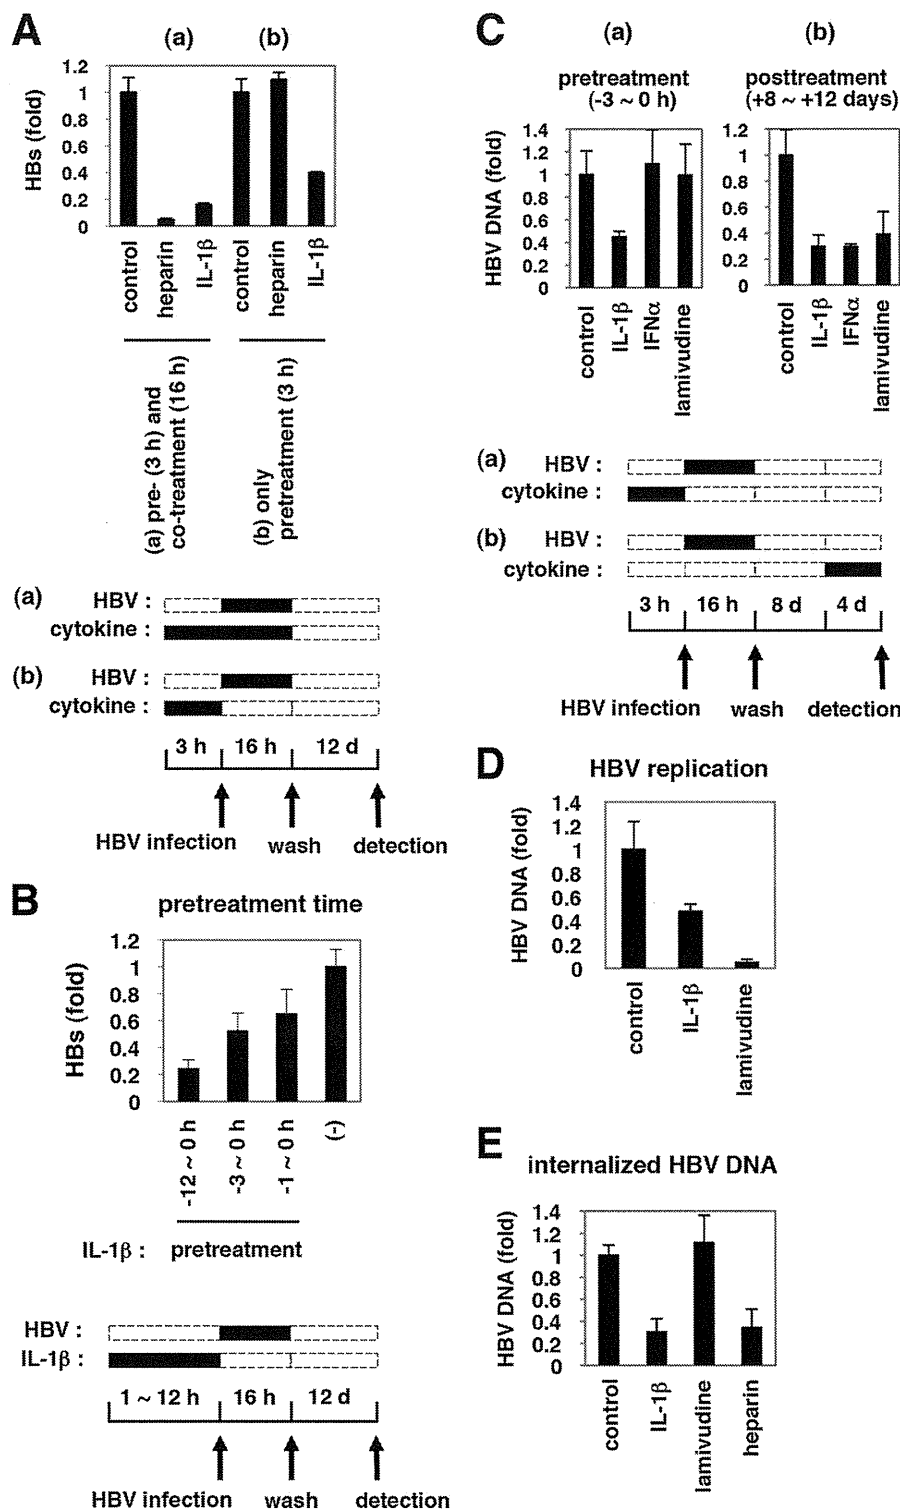 A
(a)
(b)
HBs (fold)
1.2
1
0.8
0.6
0.4
0.2
0
control
heparin
IL-1β
control
heparin
IL-1β
(a) pre- (3 h) and
co-treatment (16 h)
(b) only
pretreatment (3 h)
(a)
HBV :
cytokine :
(b)
HBV :
cytokine :
3 h
16 h
12 d
HBV infection
wash
detection
B
pretreatment time
HBs (fold)
1.2
1
0.8
0.6
0.4
0.2
0
-12 ~ 0 h
-3 ~ 0 h
-1 ~ 0 h
(-)
IL-1β :
pretreatment
HBV :
IL-1β :
1 ~ 12 h
16 h
12 d
HBV infection
wash
detection
C
(a)
(b)
pretreatment
(-3 ~ 0 h)
posttreatment
(+8 ~ +12 days)
HBV DNA (fold)
1.4
1.2
1
0.8
0.6
0.4
0.2
0
control
IL-1β
IFNα
lamivudine
1.2
1
0.8
0.6
0.4
0.2
0
control
IL-1β
IFNα
lamivudine
(a)
HBV :
cytokine :
(b)
HBV :
cytokine :
3 h
16 h
8 d
4 d
HBV infection
wash
detection
D
HBV replication
HBV DNA (fold)
1.4
1.2
1
0.8
0.6
0.4
0.2
0
control
IL-1β
lamivudine
E
internalized HBV DNA
HBV DNA (fold)
1.4
1.2
1
0.8
0.6
0.4
0.2
0
control
IL-1β
lamivudine
heparin